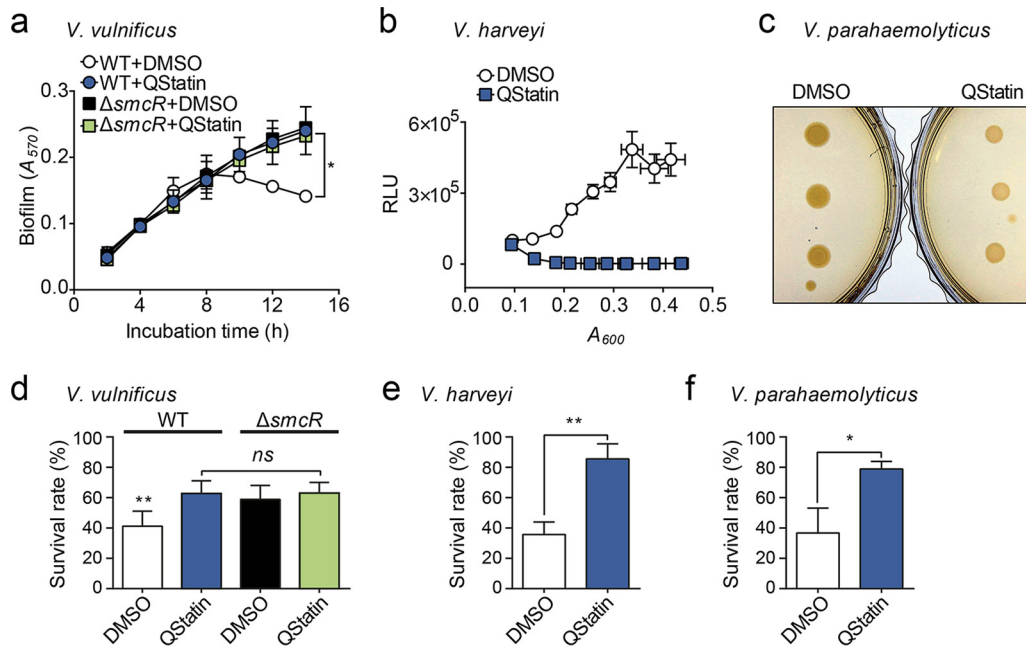 a V. vulnificus
WT+DMSO
WT+QStatin
ΔsmcR+DMSO
ΔsmcR+QStatin
0.3
0.2
0.1
0.0
Biofilm (A570)
*
0 4 8 12 16
Incubation time (h)
b V. harveyi
DMSO
QStatin
6×10⁵
3×10⁵
0
RLU
0.0 0.1 0.2 0.3 0.4 0.5
A600
c V. parahaemolyticus
DMSO QStatin
d V. vulnificus
WT ΔsmcR
100
80
60
40
20
0
Survival rate (%)
**
ns
DMSO QStatin DMSO QStatin
e V. harveyi
100
80
60
40
20
0
Survival rate (%)
**
DMSO QStatin
f V. parahaemolyticus
100
80
60
40
20
0
Survival rate (%)
*
DMSO QStatin